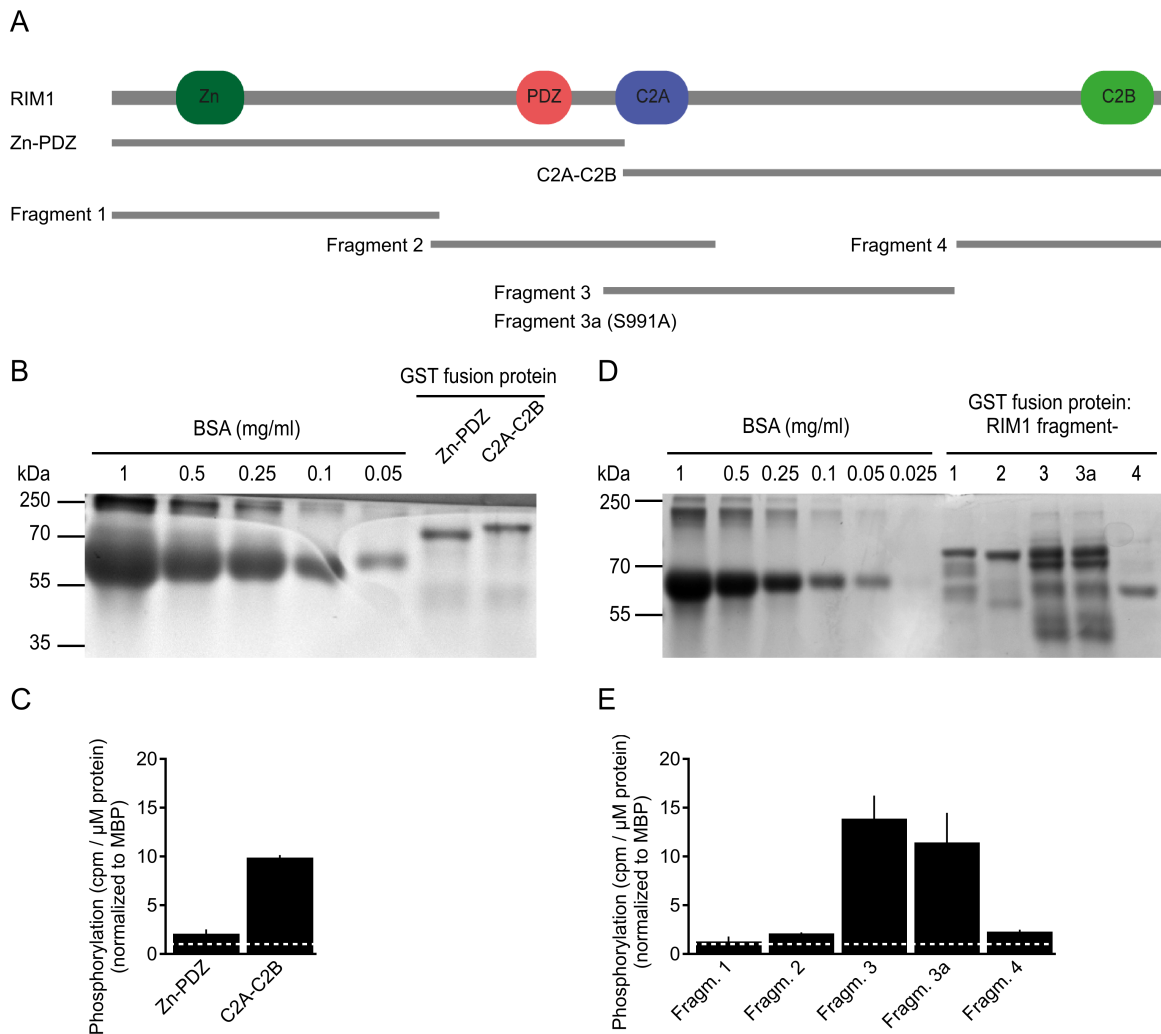 A
RIM1
Zn
PDZ
C2A
C2B
Zn-PDZ
C2A-C2B
Fragment 1
Fragment 2
Fragment 4
Fragment 3
Fragment 3a (S991A)
B
GST fusion protein
BSA (mg/ml)
Zn-PDZ
C2A-C2B
kDa
1
0.5
0.25
0.1
0.05
250
70
55
35
D
GST fusion protein:
BSA (mg/ml)
RIM1 fragment-
kDa
1
0.5
0.25
0.1
0.05
0.025
1
2
3
3a
4
250
70
55
C
Phosphorylation (cpm / µM protein)
(normalized to MBP)
20
15
10
5
0
Zn-PDZ
C2A-C2B
E
Phosphorylation (cpm / µM protein)
(normalized to MBP)
20
15
10
5
0
Fragm. 1
Fragm. 2
Fragm. 3
Fragm. 3a
Fragm. 4